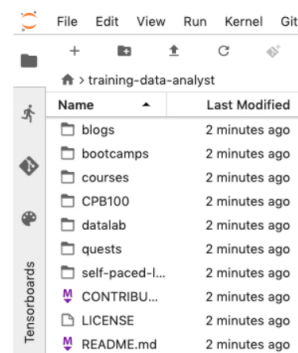 File Edit View Run Kernel Git
> training-data-analyst
Name Last Modified
blogs 2 minutes ago
bootcamps 2 minutes ago
courses 2 minutes ago
CPB100 2 minutes ago
datalab 2 minutes ago
quests 2 minutes ago
self-paced-l... 2 minutes ago
CONTRIBU... 2 minutes ago
LICENSE 2 minutes ago
README.md 2 minutes ago
Tensorboards